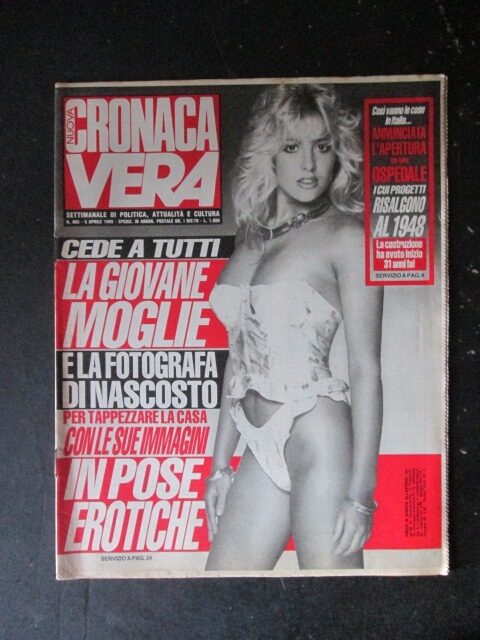 NUOVA
CRONACA
VERA
SETTIMANALE DI POLITICA, ATTUALITÀ E CULTURA
CEDE A TUTTI
LA GIOVANE
MOGLIE
E LA FOTOGRAFA
DI NASCOSTO
PER TAPPEZZARE LA CASA
CON LE SUE IMMAGINI
IN POSE
EROTICHE
SERVIZIO A PAG. 24
Così vanno le cose
in Italia...
ANNUNCIATA
L'APERTURA
DI UN
OSPEDALE
I CUI PROGETTI
RISALGONO
AL 1948
La costruzione
ha avuto inizio
31 anni fa!
SERVIZIO A PAG. 4